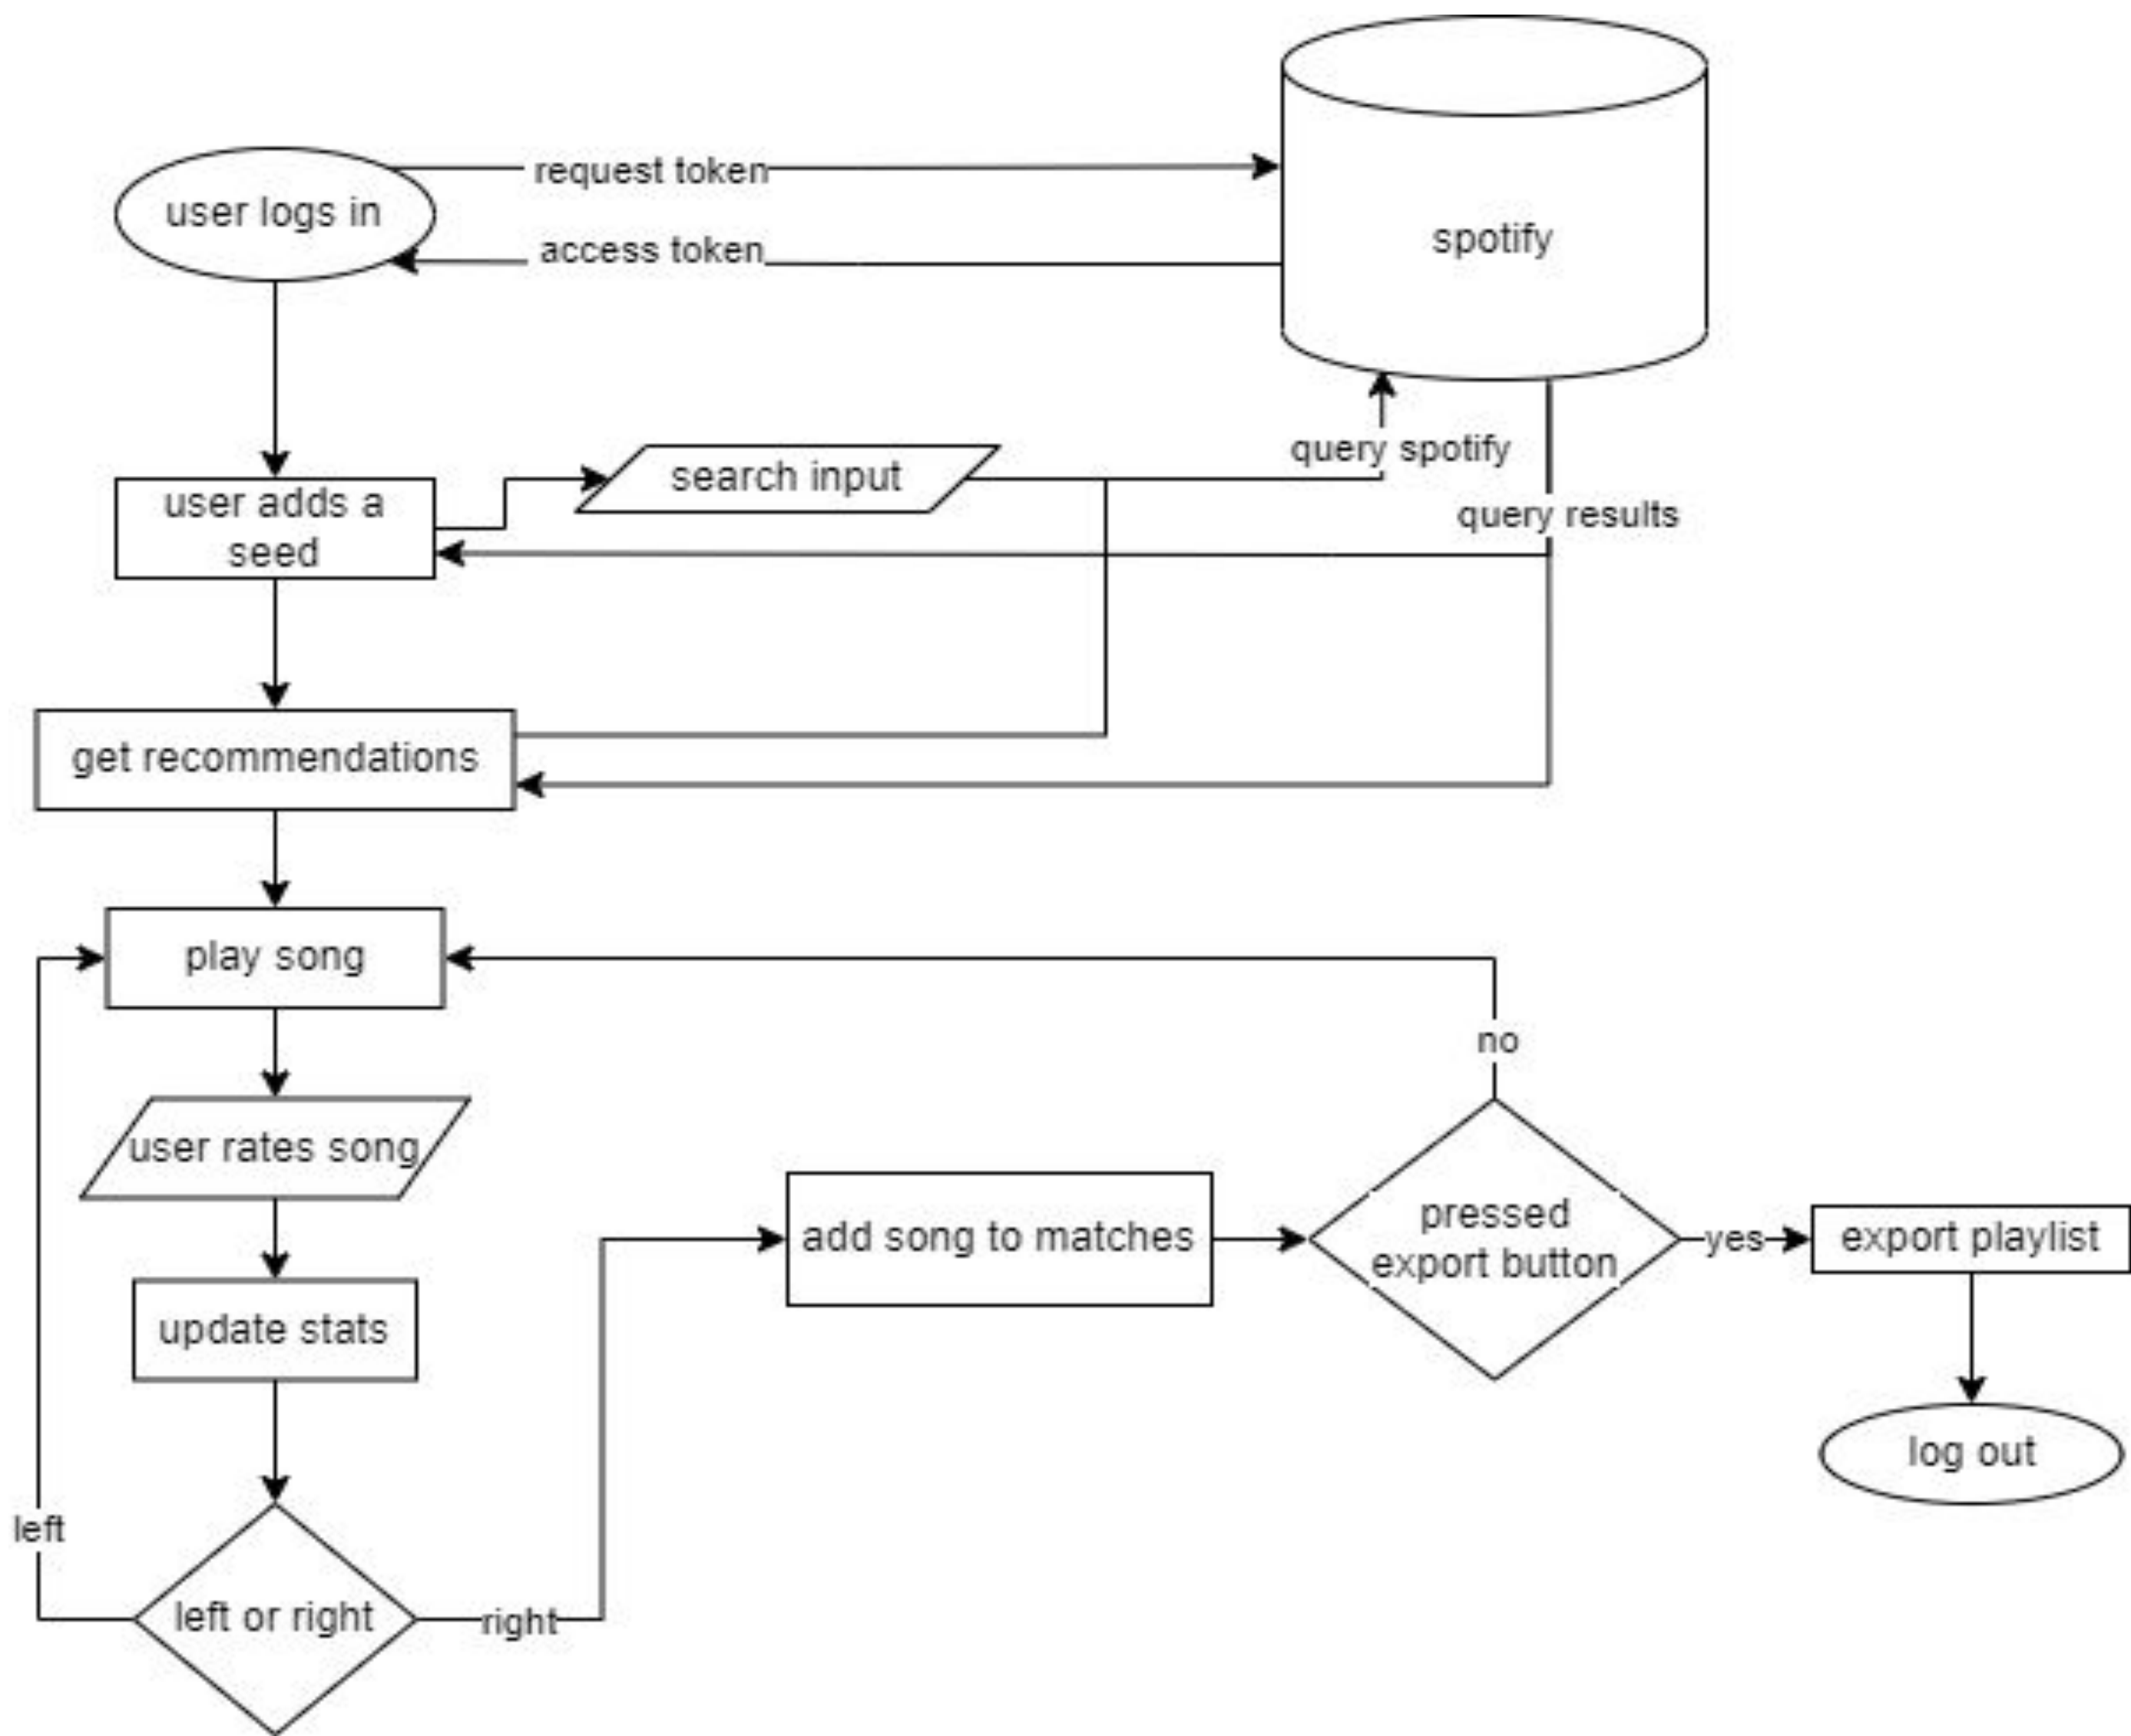 request token
user logs in
access token
spotify
query spotify
search input
user adds a
seed
query results
get recommendations
play song
no
user rates song
pressed
export button
add song to matches
yes
export playlist
update stats
log out
left
left or right
right